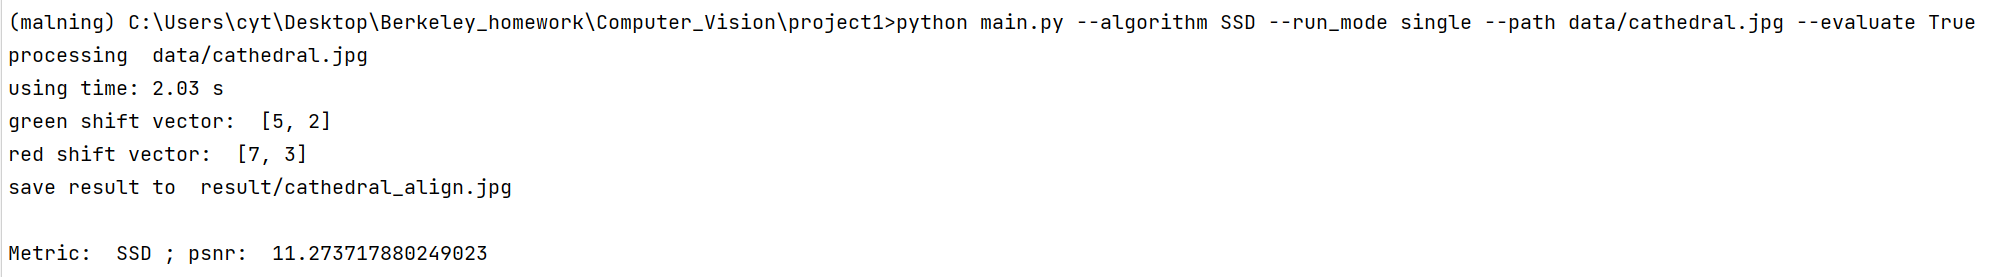 (malning) C:\Users\cyt\Desktop\Berkeley_homework\Computer_Vision\project1>python main.py --algorithm SSD --run_mode single --path data/cathedral.jpg --evaluate True
processing  data/cathedral.jpg
using time: 2.03 s
green shift vector:  [5, 2]
red shift vector:  [7, 3]
save result to  result/cathedral_align.jpg
Metric:  SSD ; psnr:  11.273717880249023